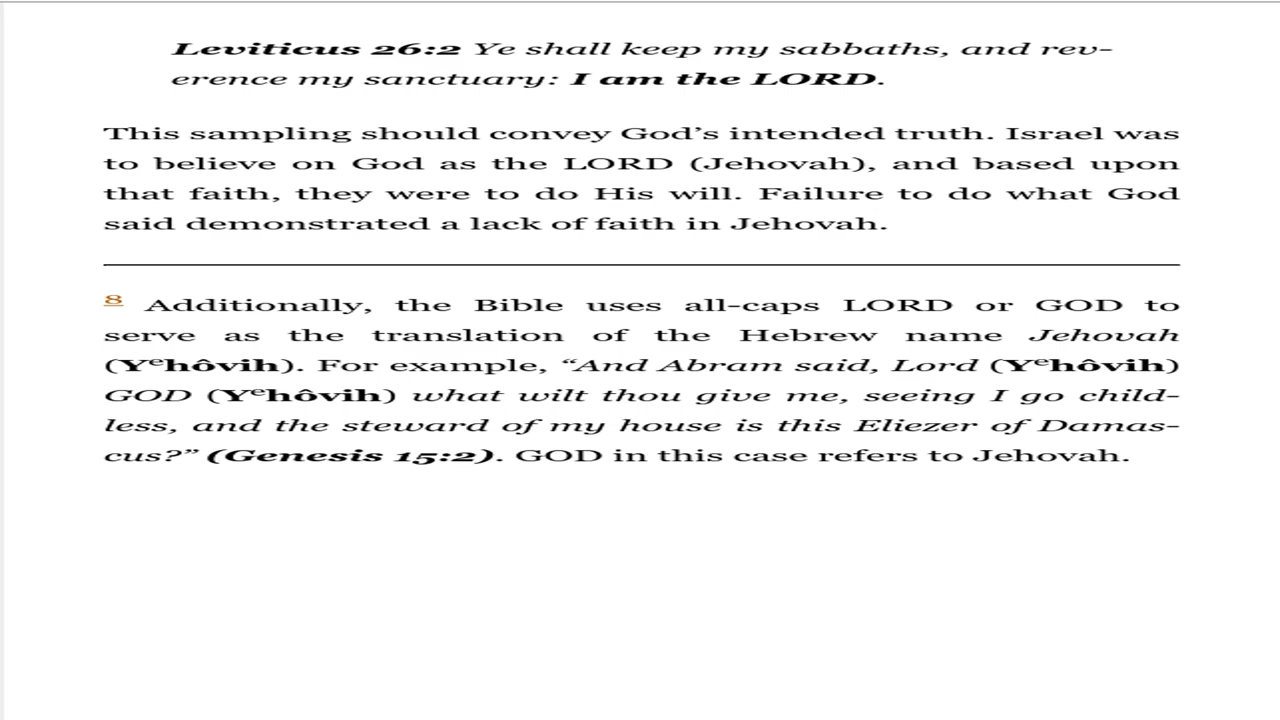 Leviticus 26:2 Ye shall keep my sabbaths, and rev-
erence my sanctuary: I am the LORD.
This sampling should convey God’s intended truth. Israel was
to believe on God as the LORD (Jehovah), and based upon
that faith, they were to do His will. Failure to do what God
said demonstrated a lack of faith in Jehovah.
8 Additionally, the Bible uses all-caps LORD or GOD to
serve as the translation of the Hebrew name Jehovah
(Yᵉhôvih). For example, “And Abram said, Lord (Yᵉhôvih)
GOD (Yᵉhôvih) what wilt thou give me, seeing I go child-
less, and the steward of my house is this Eliezer of Damas-
cus?” (Genesis 15:2). GOD in this case refers to Jehovah.